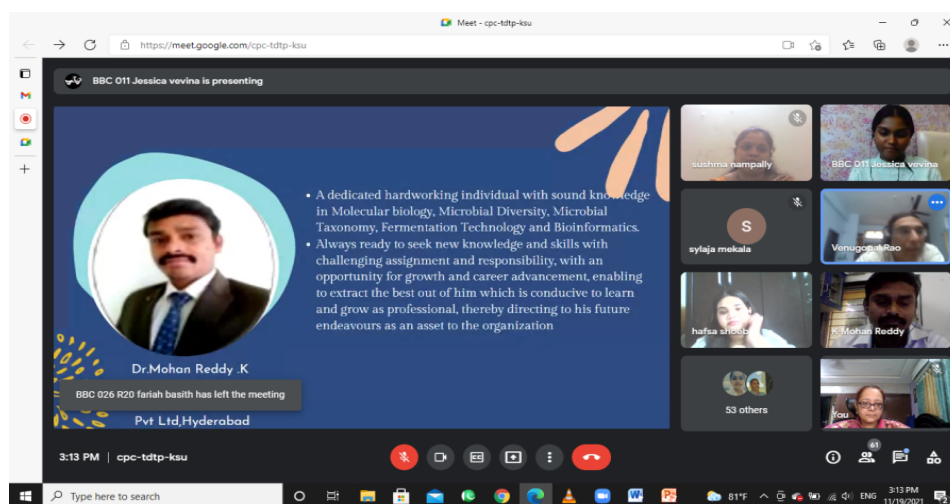 Meet - cpc-tdtp-ksu
https://meet.google.com/cpc-tdtp-ksu
BBC 011 Jessica vevina is presenting
• A dedicated hardworking individual with sound knowledge
in Molecular biology, Microbial Diversity, Microbial
Taxonomy, Fermentation Technology and Bioinformatics.
• Always ready to seek new knowledge and skills with
challenging assignment and responsibility, with an
opportunity for growth and career advancement, enabling
to extract the best out of him which is conducive to learn
and grow as professional, thereby directing to his future
endeavours as an asset to the organization
Dr.Mohan Reddy .K
BBC 026 R20 fariah basith has left the meeting
Pvt Ltd,Hyderabad
sushma nampally
BBC 011 Jessica vevina
S
sylaja mekala
Venugopal Rao
hafsa
K Mohan Reddy
53 others
You
3:13 PM | cpc-tdtp-ksu
CC
61
Type here to search
W
P
81°F
ENG
3:13 PM
11/19/2021